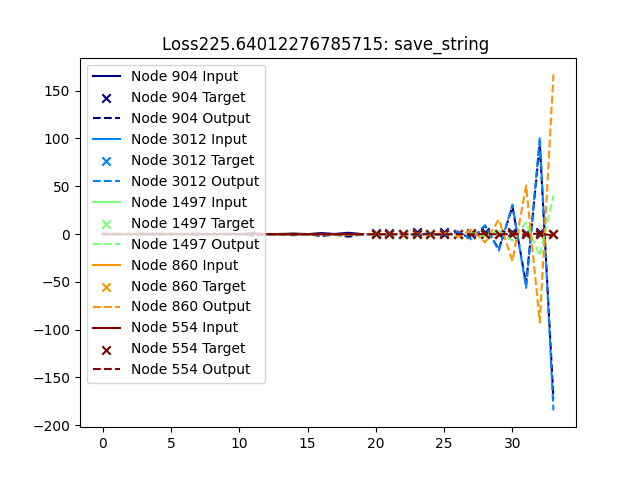 Loss225.64012276785715: save_string
Node 904 Input
Node 904 Target
Node 904 Output
Node 3012 Input
Node 3012 Target
Node 3012 Output
Node 1497 Input
Node 1497 Target
Node 1497 Output
Node 860 Input
Node 860 Target
Node 860 Output
Node 554 Input
Node 554 Target
Node 554 Output
150
100
50
0
−50
−100
−150
−200
0 5 10 15 20 25 30